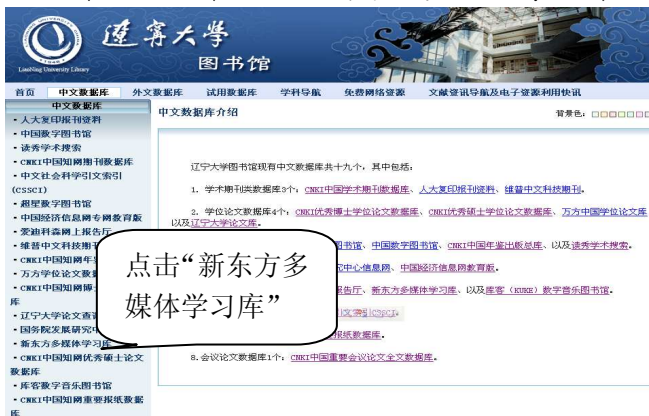 遼寧大學
图书馆
LiaoNing University Library
首页 中文数据库 外文数据库 试用数据库 学科导航 免费网络资源 文献资讯导航及电子资源利用快讯
中文数据库
·人大复印报刊资料
·中国数字图书馆
·读秀学术搜索
·CNKI中国知网期刊数据库
·中文社会科学引文索引
(CSSCI)
·超星数字图书馆
·中国经济信息网专网教育版
·爱迪科森网上报告厅
·维普中文科技期刊
·CNKI中国知网年
·万方学位论文数据
·CNKI中国知网博
库
·辽宁大学论文查
·国务院发展研究中
·新东方多媒体学习库
·CNKI中国知网优秀硕士论文
数据库
·库客数字音乐图书馆
·CNKI中国知网重要报纸数据
库
中文数据库介绍
背景色:
辽宁大学图书馆现有中文数据库共十九个,其中包括:
1. 学术期刊类数据库3个:CNKI中国学术期刊数据库、人大复印报刊资料、维普中文科技期刊。
2. 学位论文数据库4个:CNKI优秀博士学位论文数据库、CNKI优秀硕士学位论文数据库、万方中国学位论文库
以及辽宁大学论文库。
图书馆、中国数字图书馆、CNKI中国年鉴出版总库、以及读秀学术搜索。
究中心信息网、中国经济信息网教育版。
报告厅、新东方多媒体学习库、以及库客(KUKE)数字音乐图书馆。
索引CSSCI。
报纸数据库。
8.会议论文数据库1个:CNKI中国重要会议论文全文数据库。
点击“新东方多
媒体学习库”